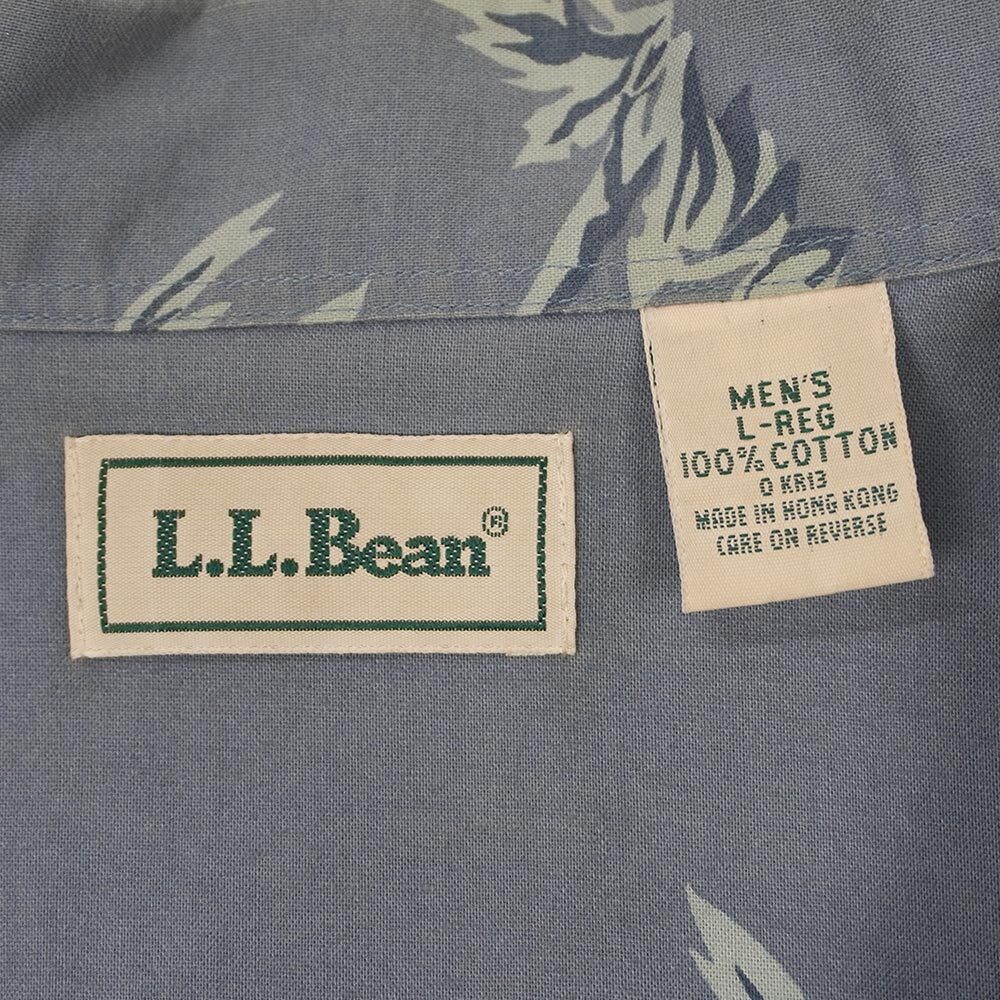 L.L.Bean®
MEN'S
L-REG
100% COTTON
0 KR13
MADE IN HONG KONG
CARE ON REVERSE